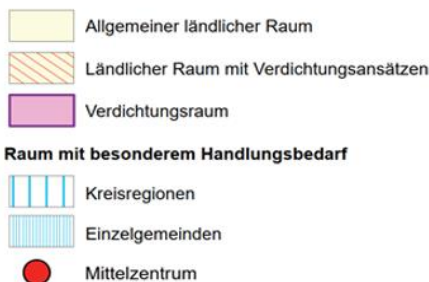 Allgemeiner ländlicher Raum
Ländlicher Raum mit Verdichtungsansätzen
Verdichtungsraum
Raum mit besonderem Handlungsbedarf
Kreisregionen
Einzelgemeinden
Mittelzentrum